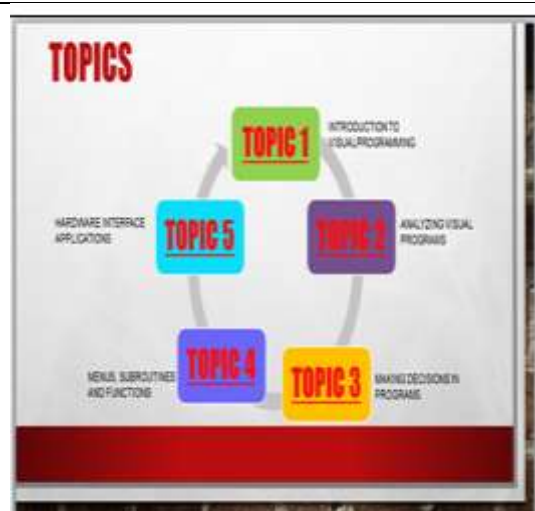 TOPICS
TOPIC 1
INTRODUCTION TO
VISUAL PROGRAMMING
TOPIC 2
ANALYZING VISUAL
PROGRAMS
TOPIC 3
MAKING DECISIONS IN
PROGRAMS
TOPIC 4
MENUS, SUBROUTINES
AND FUNCTIONS
TOPIC 5
HARDWARE INTERFACE
APPLICATIONS